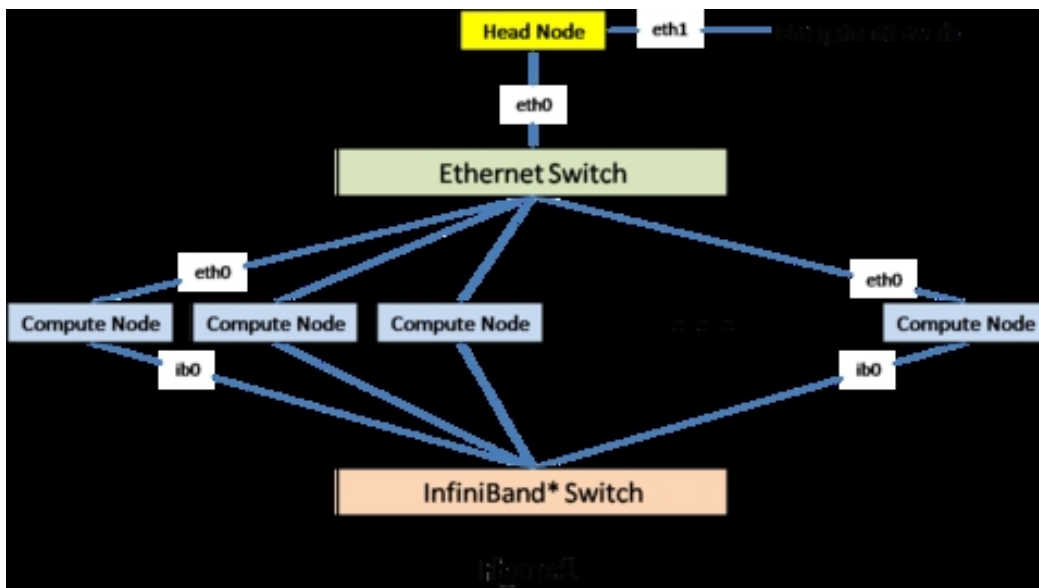 Head Node
eth1
eth0
Ethernet Switch
eth0
eth0
Compute Node
Compute Node
Compute Node
Compute Node
ib0
ib0
InfiniBand* Switch